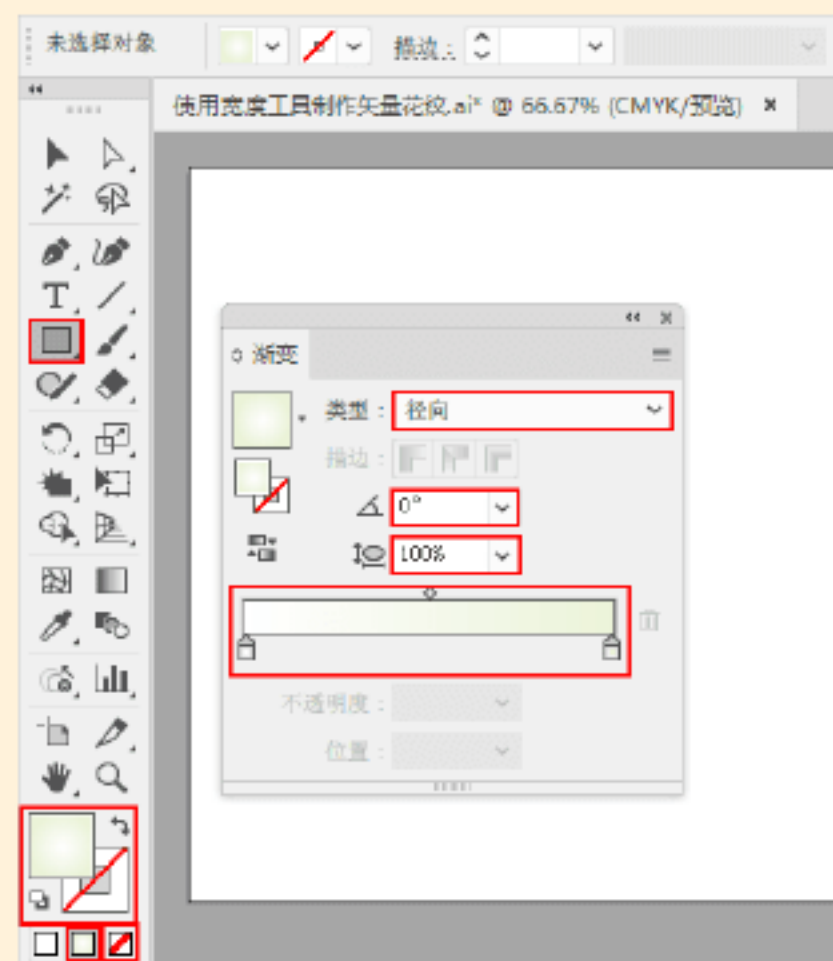 未选择对象
描边：
使用宽度工具制作矢量花纹.ai* @ 66.67% (CMYK/预览) ×
渐变
类型： 径向
描边：
0°
100%
不透明度：
位置：